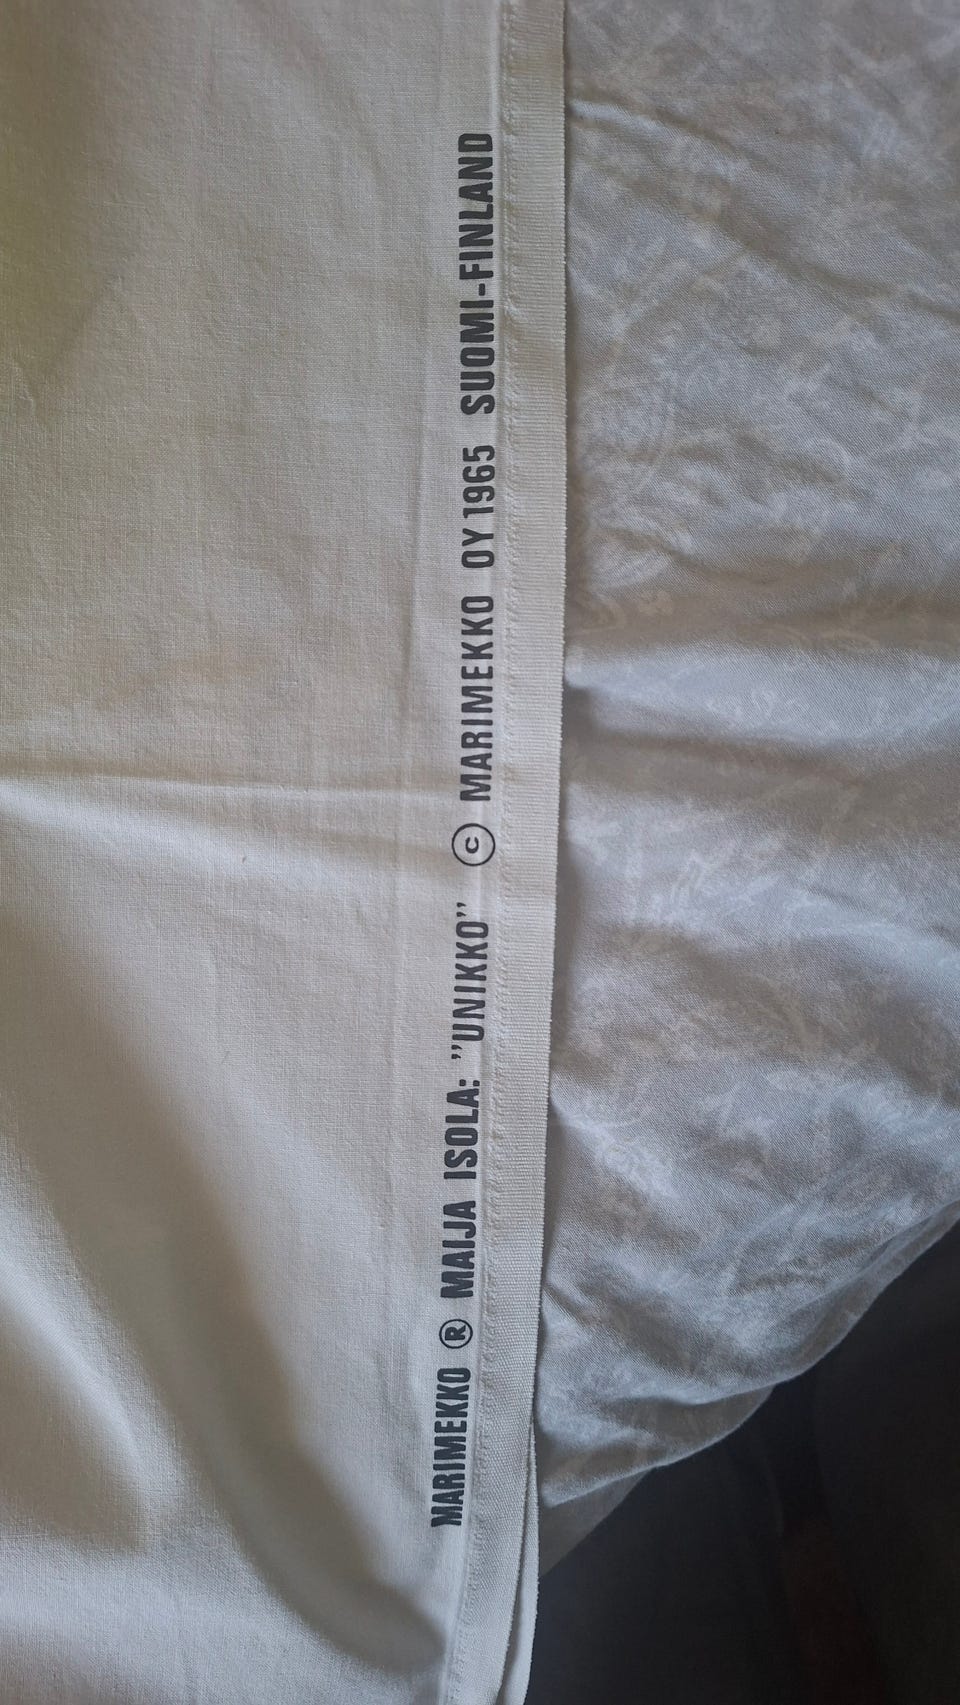 MARIMEKKO ® MAIJA ISOLA: ”UNIKKO” © MARIMEKKO OY 1965 SUOMI-FINLAND